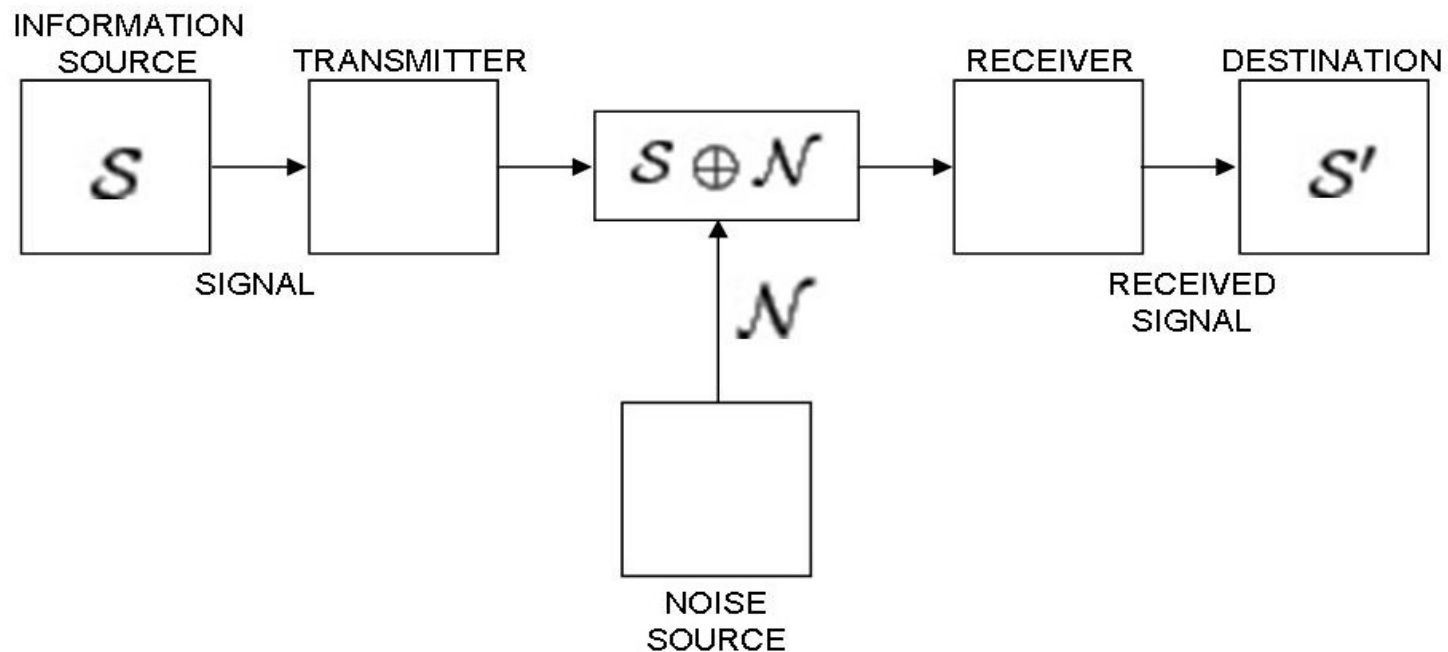 INFORMATION
SOURCE
TRANSMITTER
RECEIVER
DESTINATION
𝒮
𝒮 ⊕ 𝒩
𝒮′
SIGNAL
𝒩
RECEIVED
SIGNAL
NOISE
SOURCE